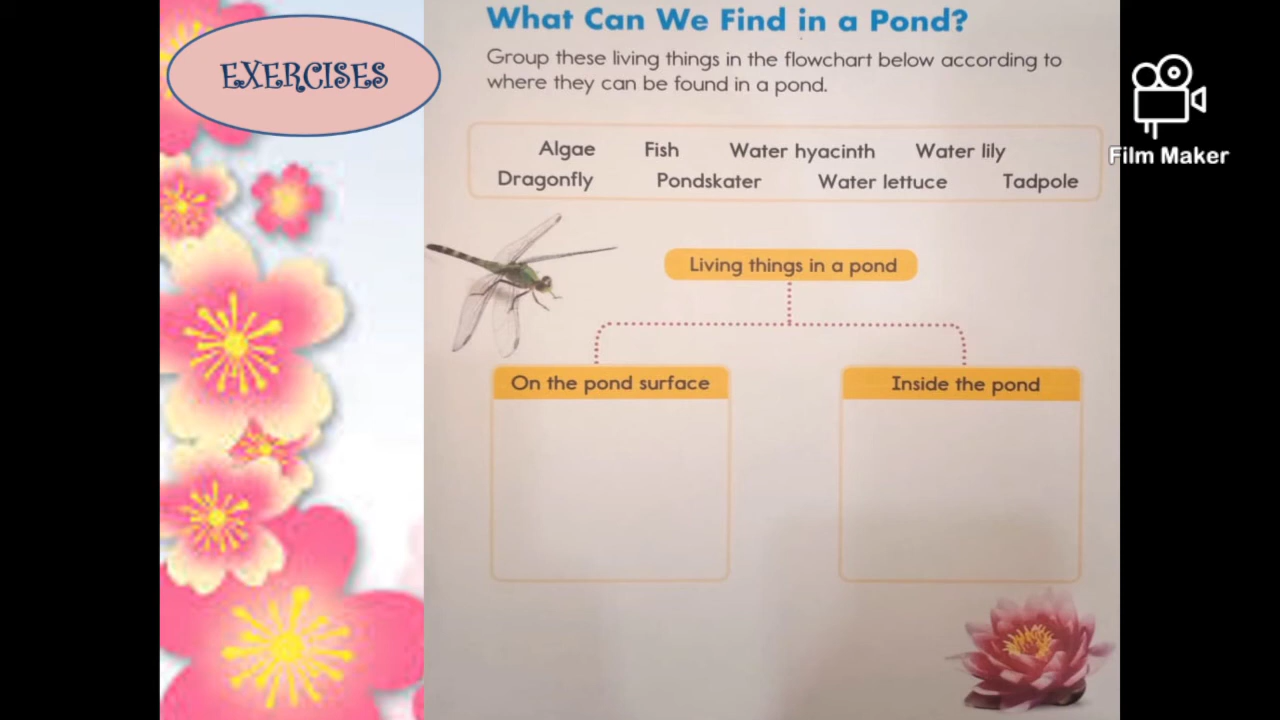 EXERCISES
What Can We Find in a Pond?
Group these living things in the flowchart below according to
where they can be found in a pond.
Algae Fish Water hyacinth Water lily
Dragonfly Pondskater Water lettuce Tadpole
Living things in a pond
On the pond surface
Inside the pond
Film Maker